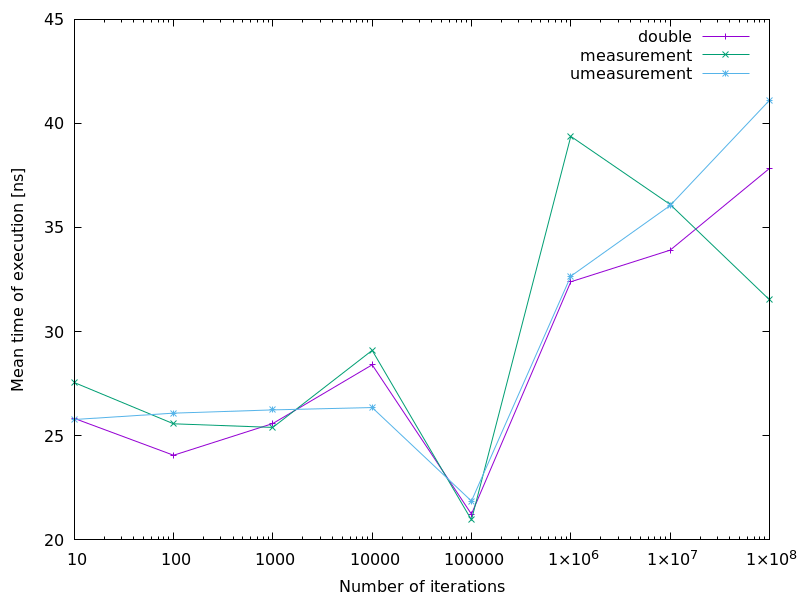 45
40
35
30
25
20
Mean time of execution [ns]
double
measurement
umeasurement
10 100 1000 10000 100000 1×10⁶ 1×10⁷ 1×10⁸
Number of iterations